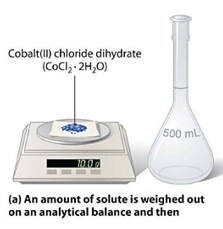 Cobalt(II) chloride dihydrate
(CoCl₂ · 2H₂O)
500 mL
10.0 g
(a) An amount of solute is weighed out
on an analytical balance and then